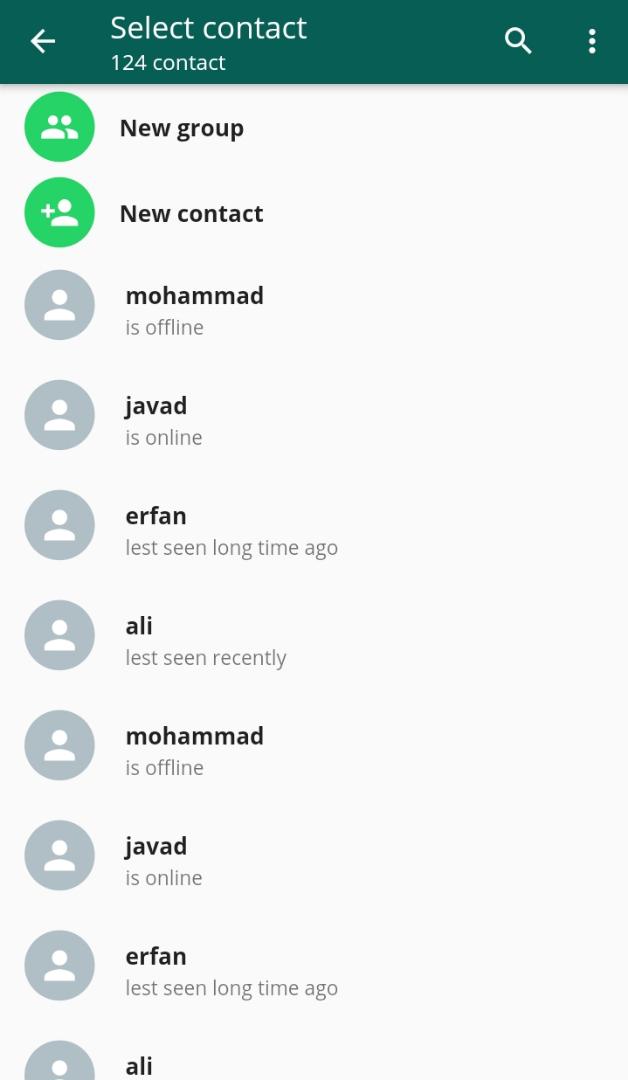 Select contact
124 contact
New group
New contact
mohammad
is offline
javad
is online
erfan
lest seen long time ago
ali
lest seen recently
mohammad
is offline
javad
is online
erfan
lest seen long time ago
ali